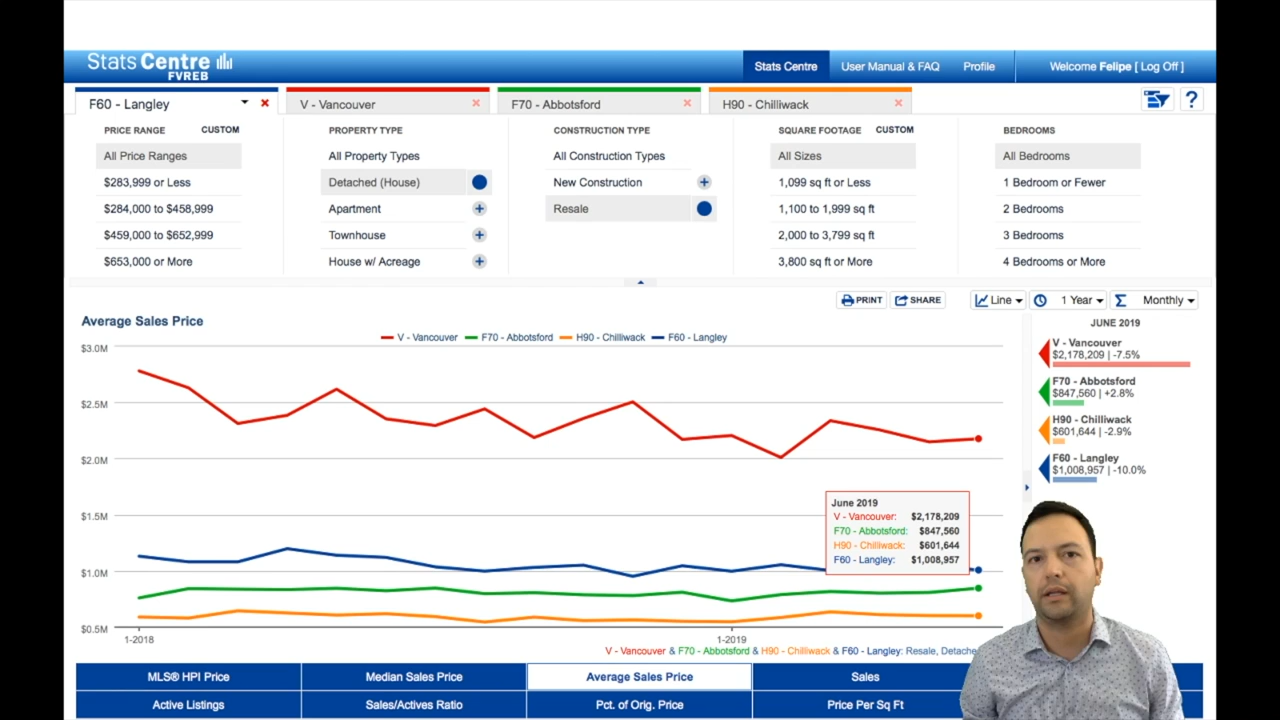 Stats Centre
FVREB
Stats Centre User Manual & FAQ Profile Welcome Felipe [ Log Off ]
F60 - Langley V - Vancouver F70 - Abbotsford H90 - Chilliwack ?
PRICE RANGE CUSTOM PROPERTY TYPE CONSTRUCTION TYPE SQUARE FOOTAGE CUSTOM BEDROOMS
All Price Ranges All Property Types All Construction Types All Sizes All Bedrooms
$283,999 or Less Detached (House) New Construction 1,099 sq ft or Less 1 Bedroom or Fewer
$284,000 to $458,999 Apartment Resale 1,100 to 1,999 sq ft 2 Bedrooms
$459,000 to $652,999 Townhouse 2,000 to 3,799 sq ft 3 Bedrooms
$653,000 or More House w/ Acreage 3,800 sq ft or More 4 Bedrooms or More
PRINT SHARE Line 1 Year Σ Monthly
Average Sales Price
V - Vancouver F70 - Abbotsford H90 - Chilliwack F60 - Langley
$3.0M
$2.5M
$2.0M
$1.5M
$1.0M
$0.5M
1-2018 1-2019
June 2019
V - Vancouver: $2,178,209
F70 - Abbotsford: $847,560
H90 - Chilliwack: $601,644
F60 - Langley: $1,008,957
JUNE 2019
V - Vancouver
$2,178,209 | -7.5%
F70 - Abbotsford
$847,560 | +2.8%
H90 - Chilliwack
$601,644 | -2.9%
F60 - Langley
$1,008,957 | -10.0%
V - Vancouver & F70 - Abbotsford & H90 - Chilliwack & F60 - Langley: Resale, Detache
MLS® HPI Price Median Sales Price Average Sales Price Sales
Active Listings Sales/Actives Ratio Pct. of Orig. Price Price Per Sq Ft